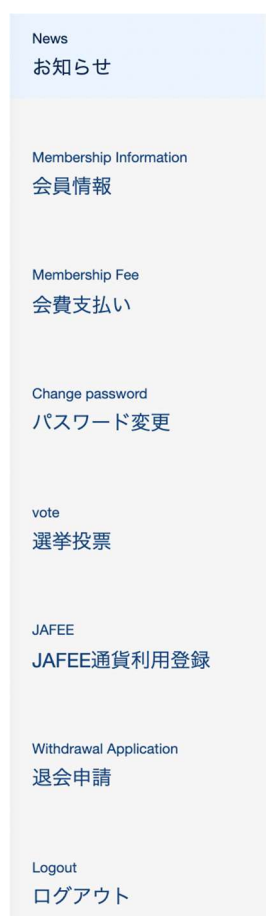 News
お知らせ
Membership Information
会員情報
Membership Fee
会費支払い
Change password
パスワード変更
vote
選挙投票
JAFEE
JAFEE通貨利用登録
Withdrawal Application
退会申請
Logout
ログアウト